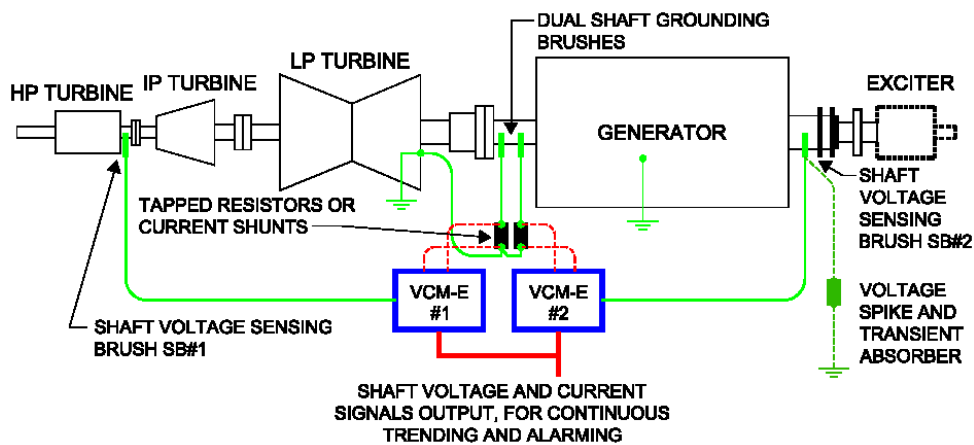 DUAL SHAFT GROUNDING
BRUSHES
LP TURBINE
IP TURBINE
HP TURBINE
EXCITER
GENERATOR
TAPPED RESISTORS OR
CURRENT SHUNTS
SHAFT
VOLTAGE
SENSING
BRUSH SB#2
VCM-E
#1
VCM-E
#2
SHAFT VOLTAGE SENSING
BRUSH SB#1
VOLTAGE
SPIKE AND
TRANSIENT
ABSORBER
SHAFT VOLTAGE AND CURRENT
SIGNALS OUTPUT, FOR CONTINUOUS
TRENDING AND ALARMING